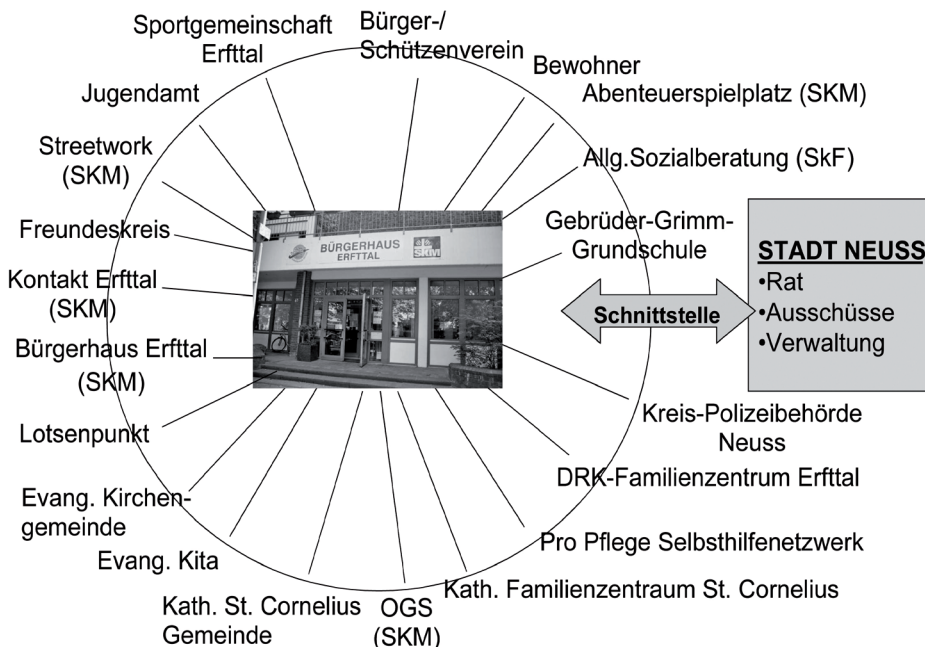 Sportgemeinschaft
Erfttal
Bürger-/
Schützenverein
Bewohner
Abenteuerspielplatz (SKM)
Allg.Sozialberatung (SkF)
Gebrüder-Grimm-
Grundschule
Schnittstelle
STADT NEUSS
•Rat
•Ausschüsse
•Verwaltung
Kreis-Polizeibehörde
Neuss
DRK-Familienzentrum Erfttal
Pro Pflege Selbsthilfenetzwerk
Kath. Familienzentraum St. Cornelius
OGS
(SKM)
Kath. St. Cornelius
Gemeinde
Evang. Kita
Evang. Kirchen-
gemeinde
Lotsenpunkt
Bürgerhaus Erfttal
(SKM)
Kontakt Erfttal
(SKM)
Freundeskreis
Streetwork
(SKM)
Jugendamt
BÜRGERHAUS
ERFTTAL
SKM